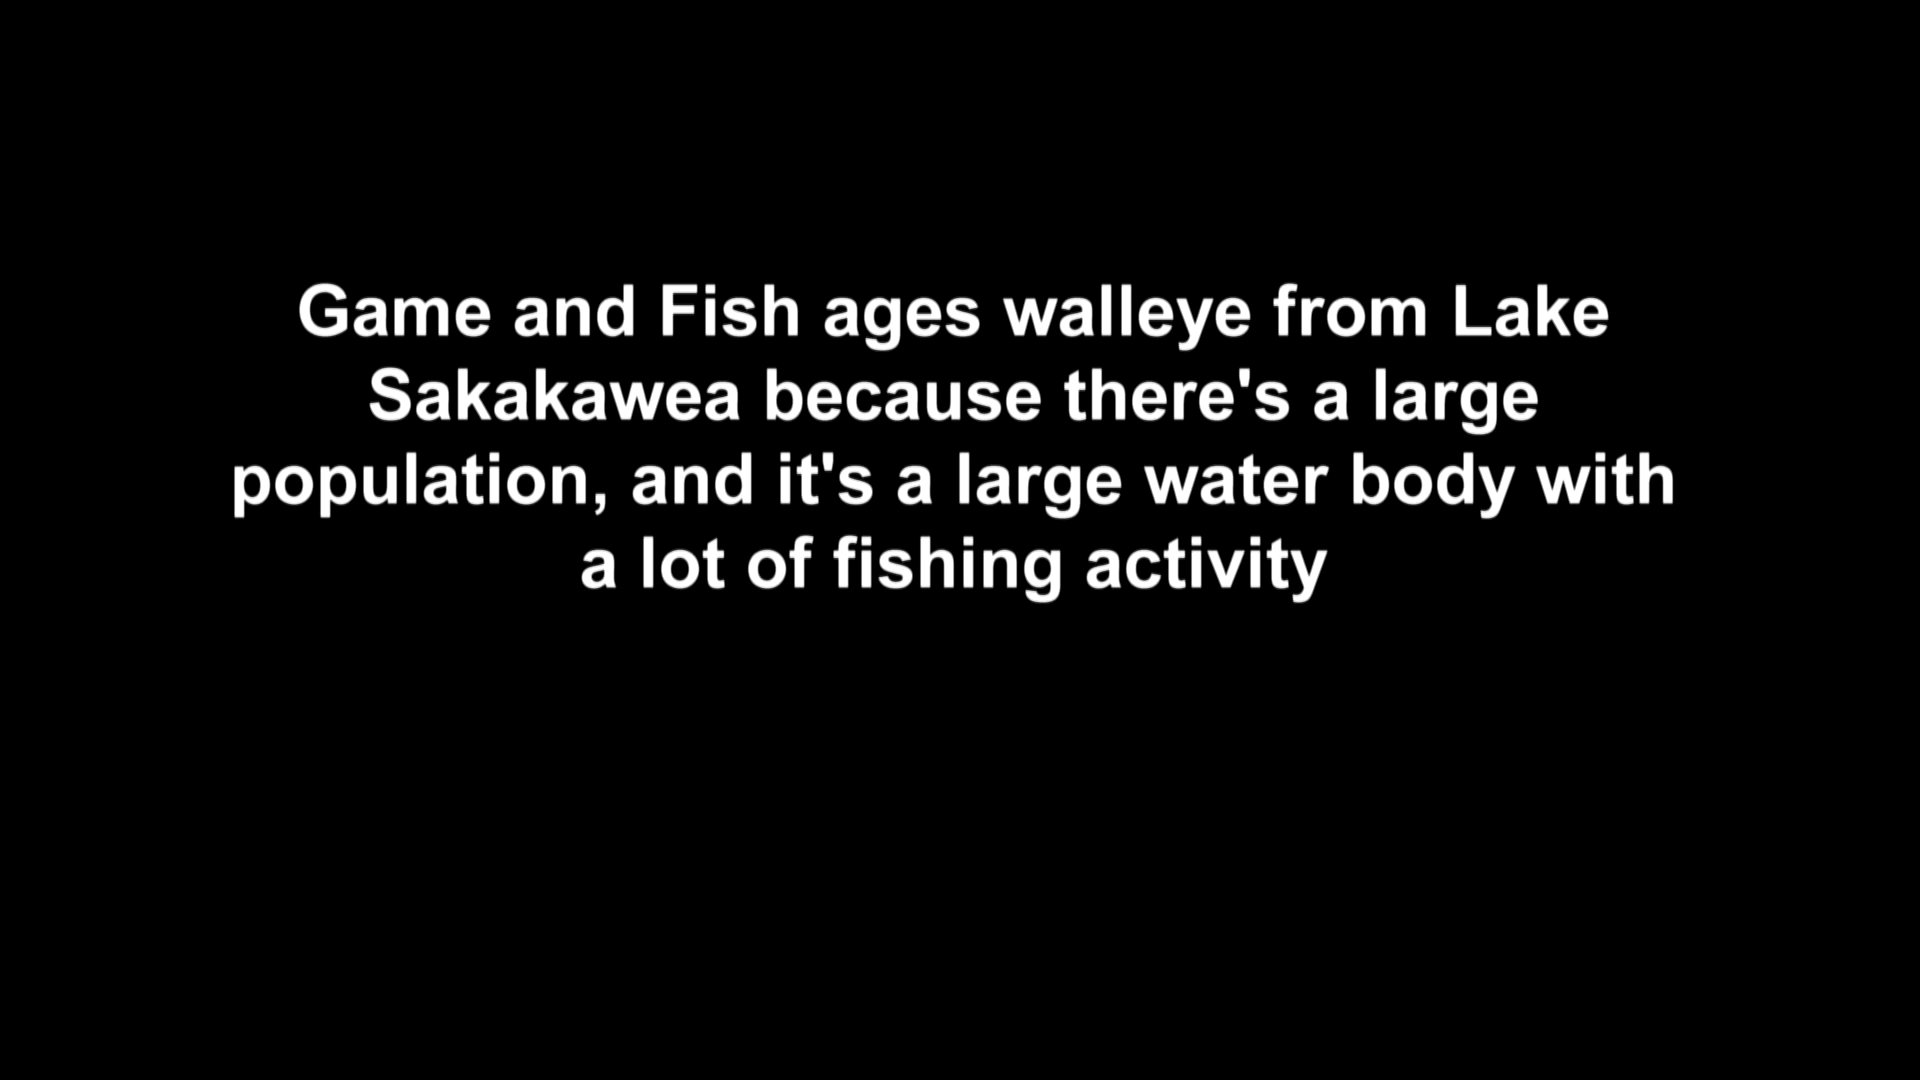 Game and Fish ages walleye from Lake
Sakakawea because there's a large
population, and it's a large water body with
a lot of fishing activity